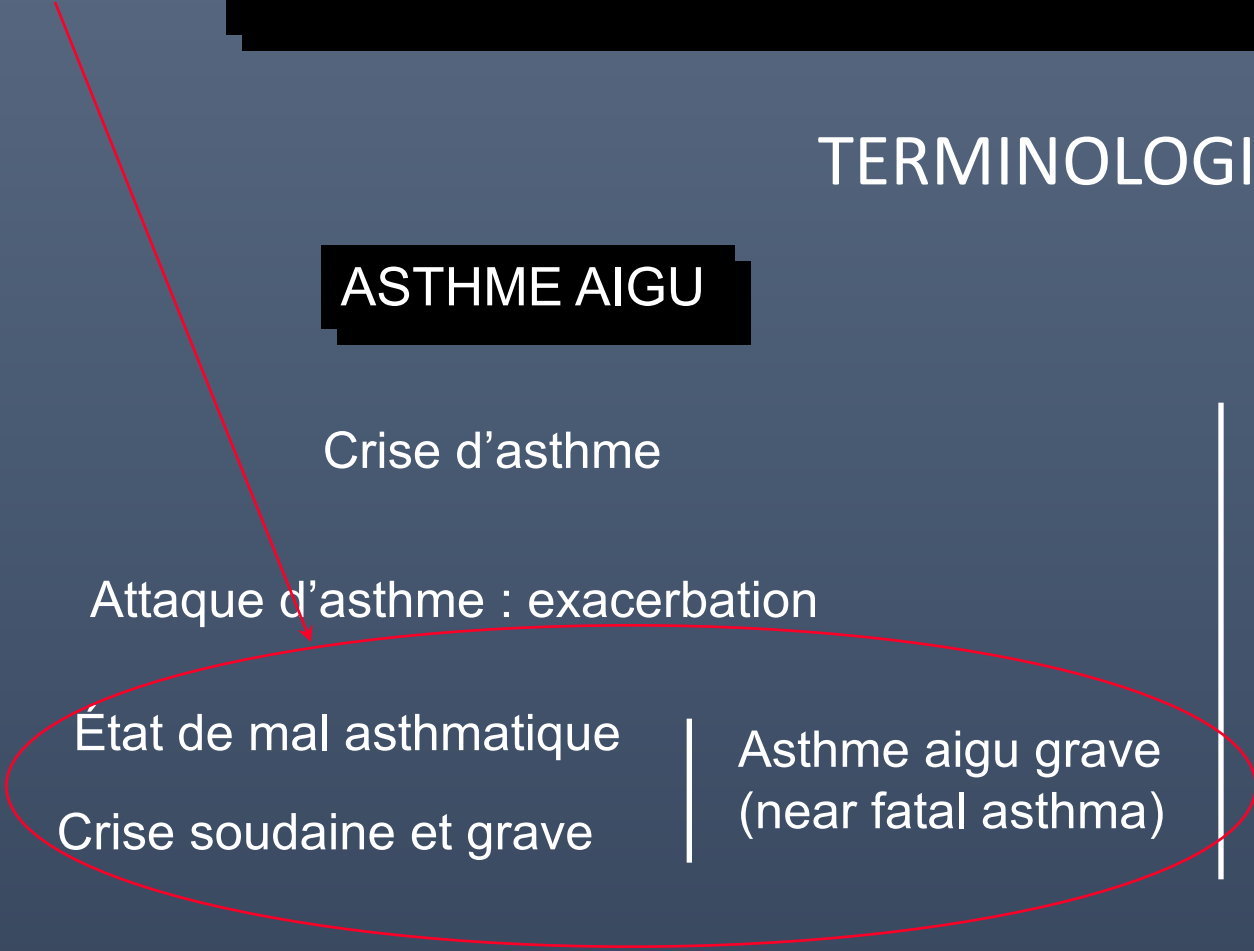 TERMINOLOGI
ASTHME AIGU
Crise d’asthme
Attaque d’asthme : exacerbation
État de mal asthmatique
Crise soudaine et grave
Asthme aigu grave
(near fatal asthma)